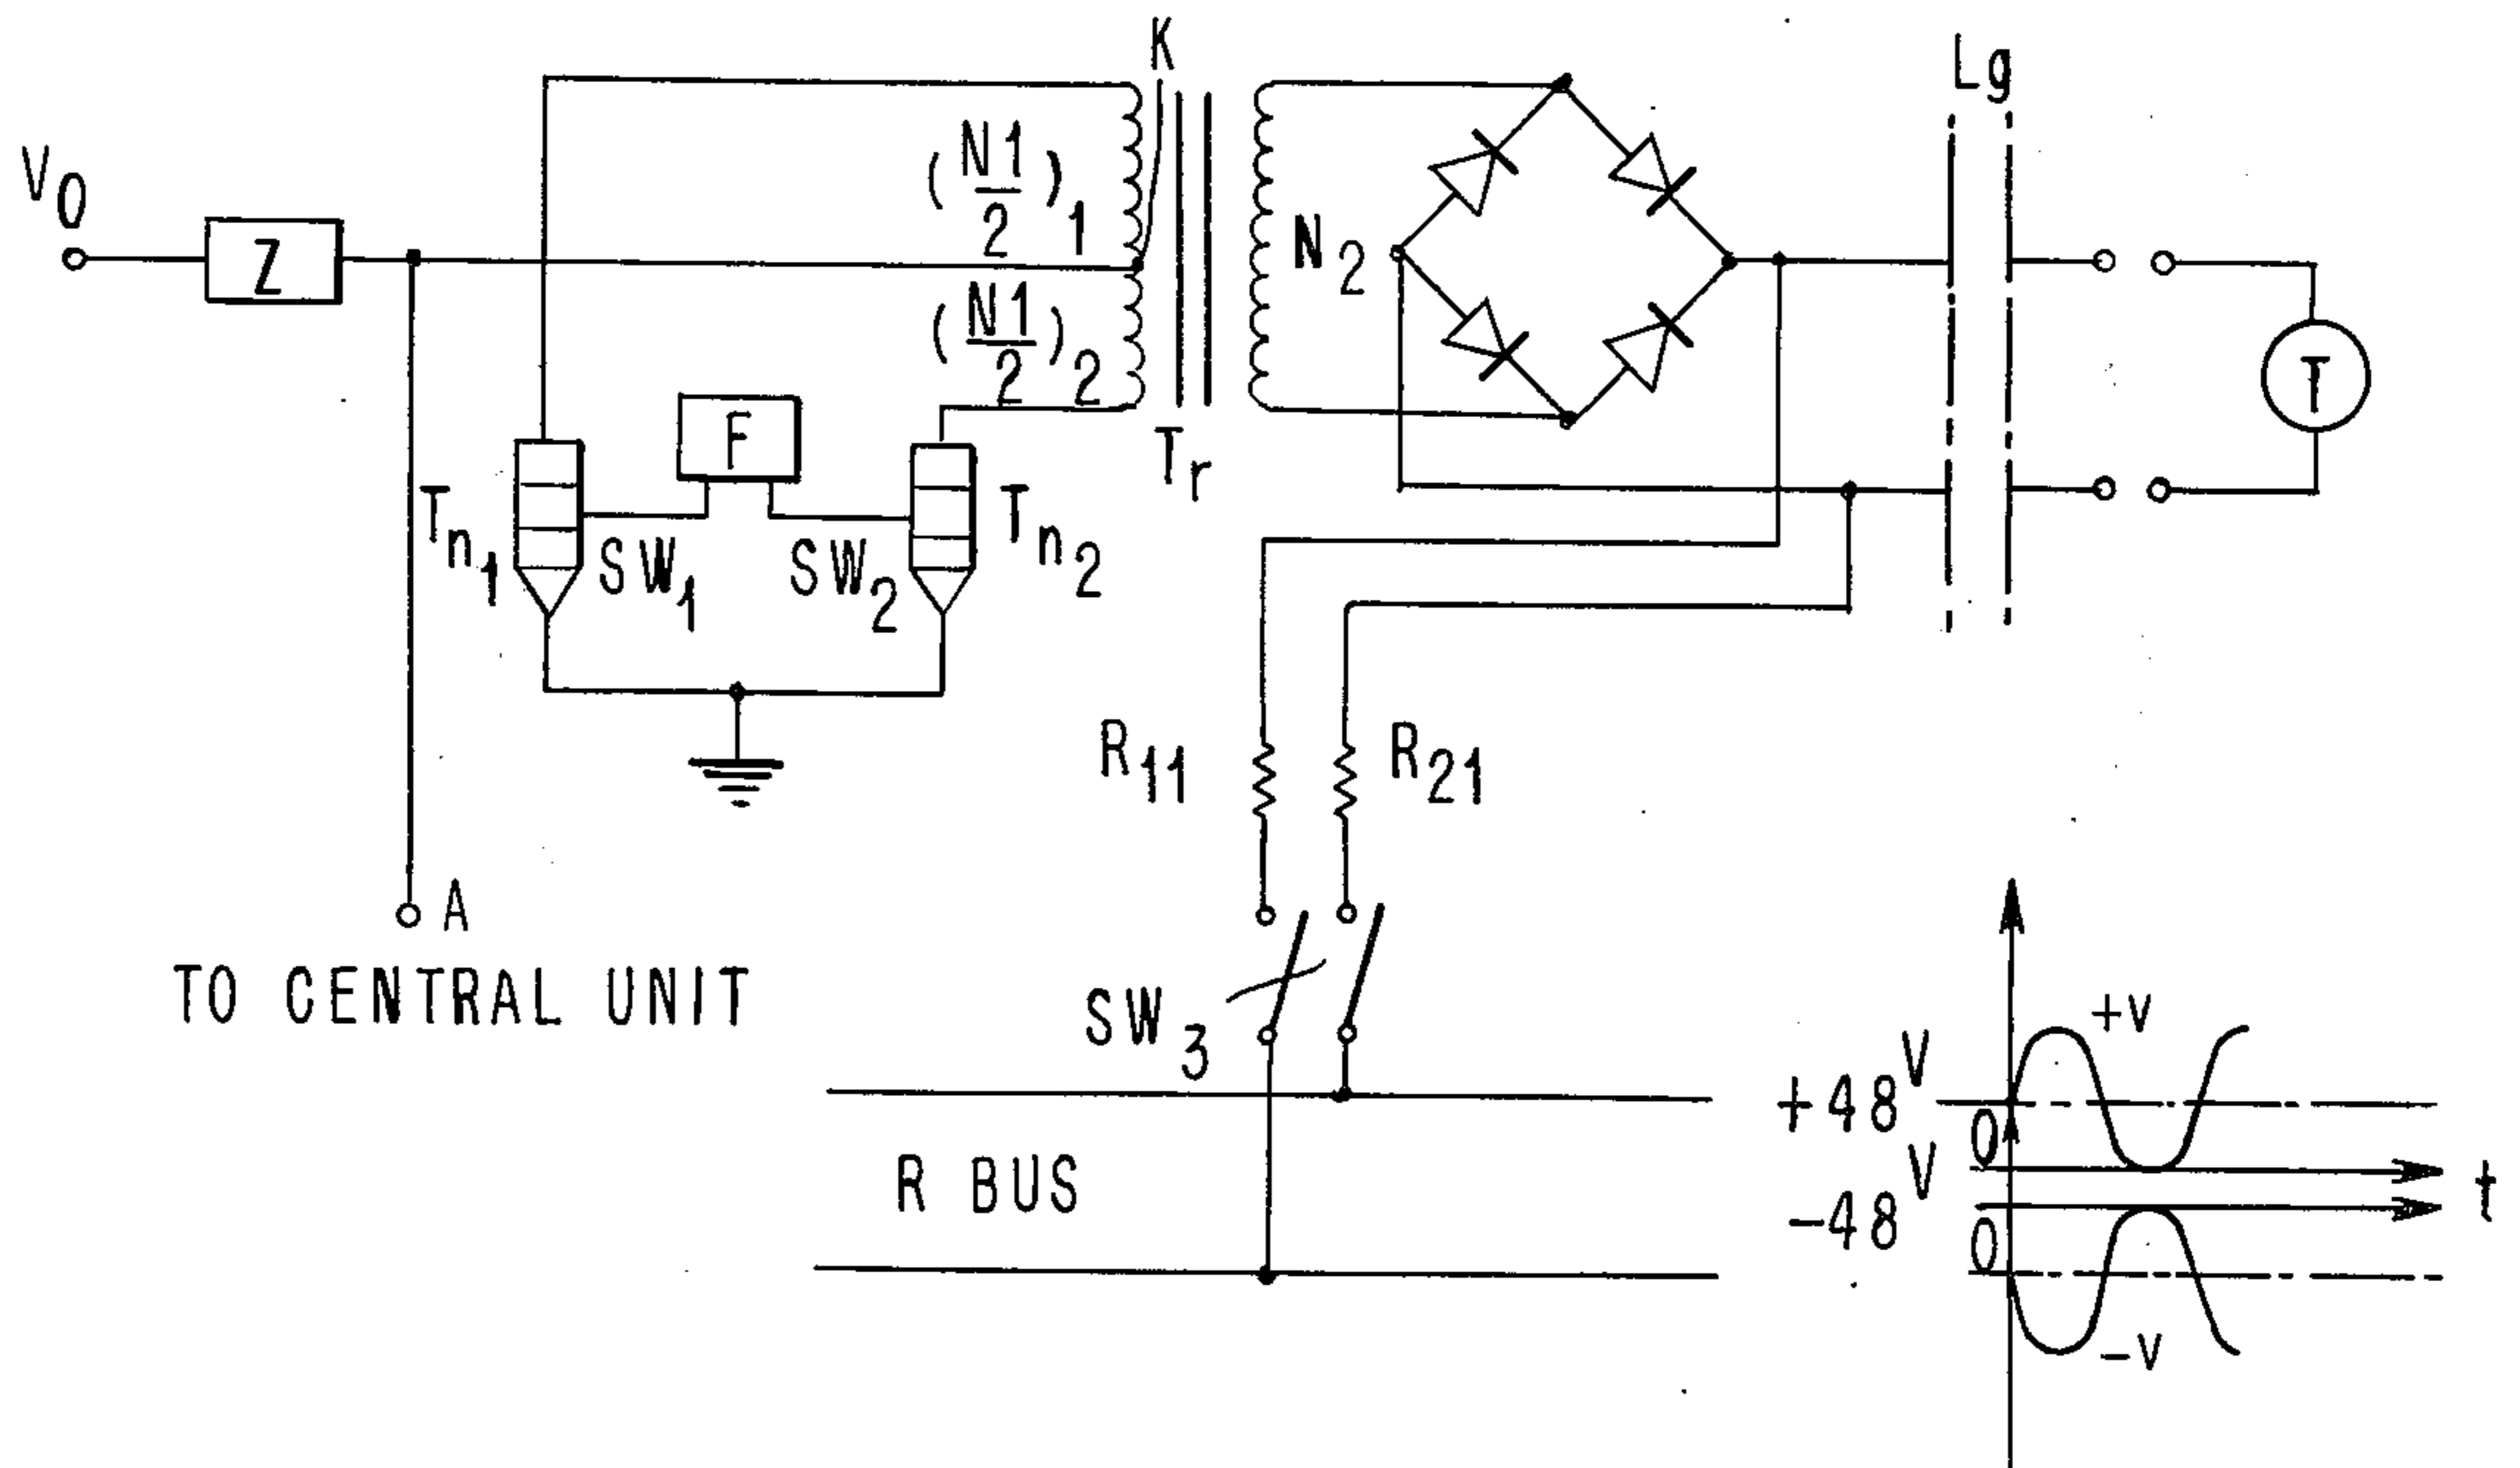 K
Lg
V0
Z
(N1/2)1
N2
(N1/2)2
F
T
Tr
Tn1
SW1
SW2
Tn2
R11
R21
A
TO CENTRAL UNIT
SW3
+v
+48V
0
R BUS
t
-48V
0
-v